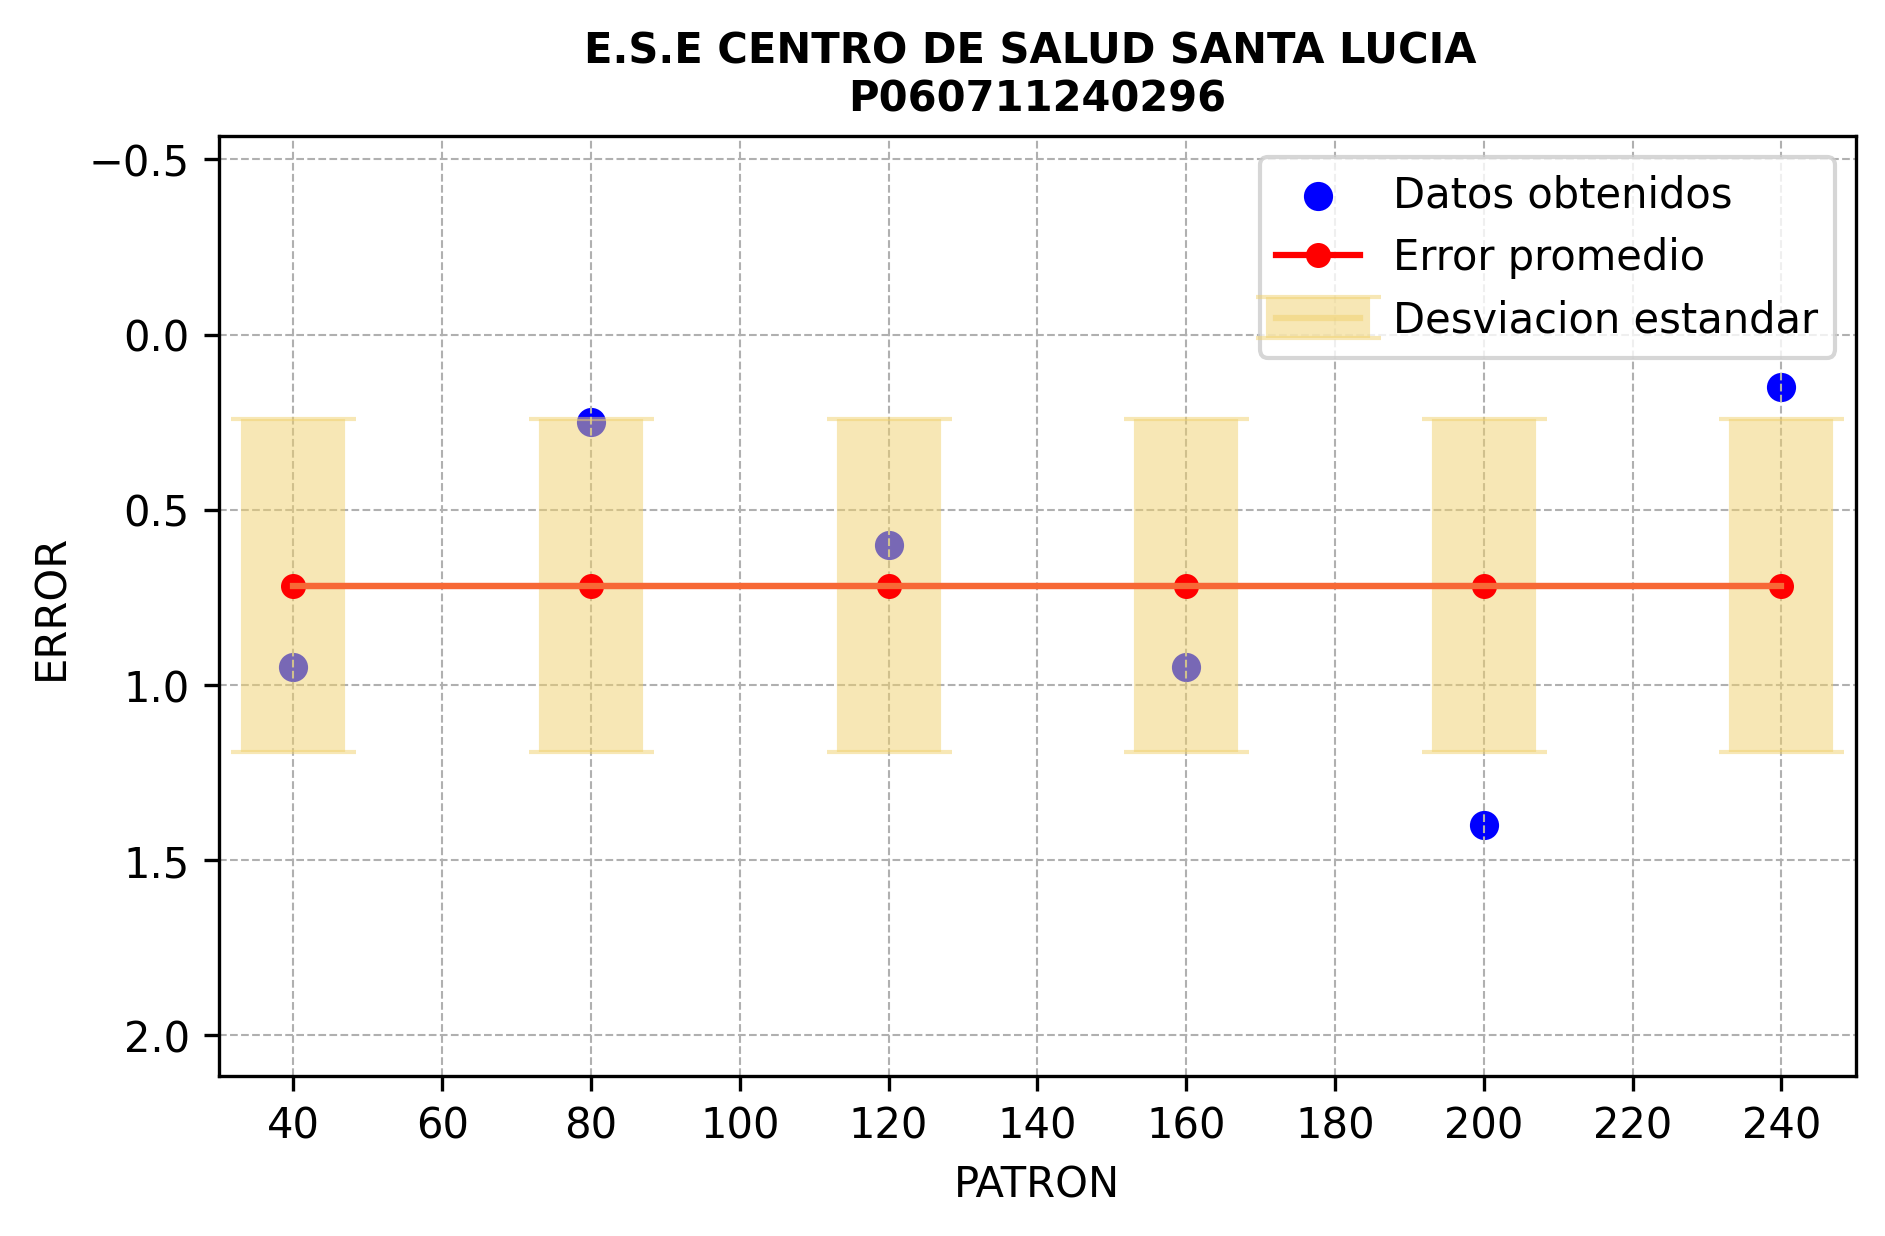 E.S.E CENTRO DE SALUD SANTA LUCIA
P060711240296
Datos obtenidos
Error promedio
Desviacion estandar
ERROR
−0.5
0.0
0.5
1.0
1.5
2.0
40 60 80 100 120 140 160 180 200 220 240
PATRON